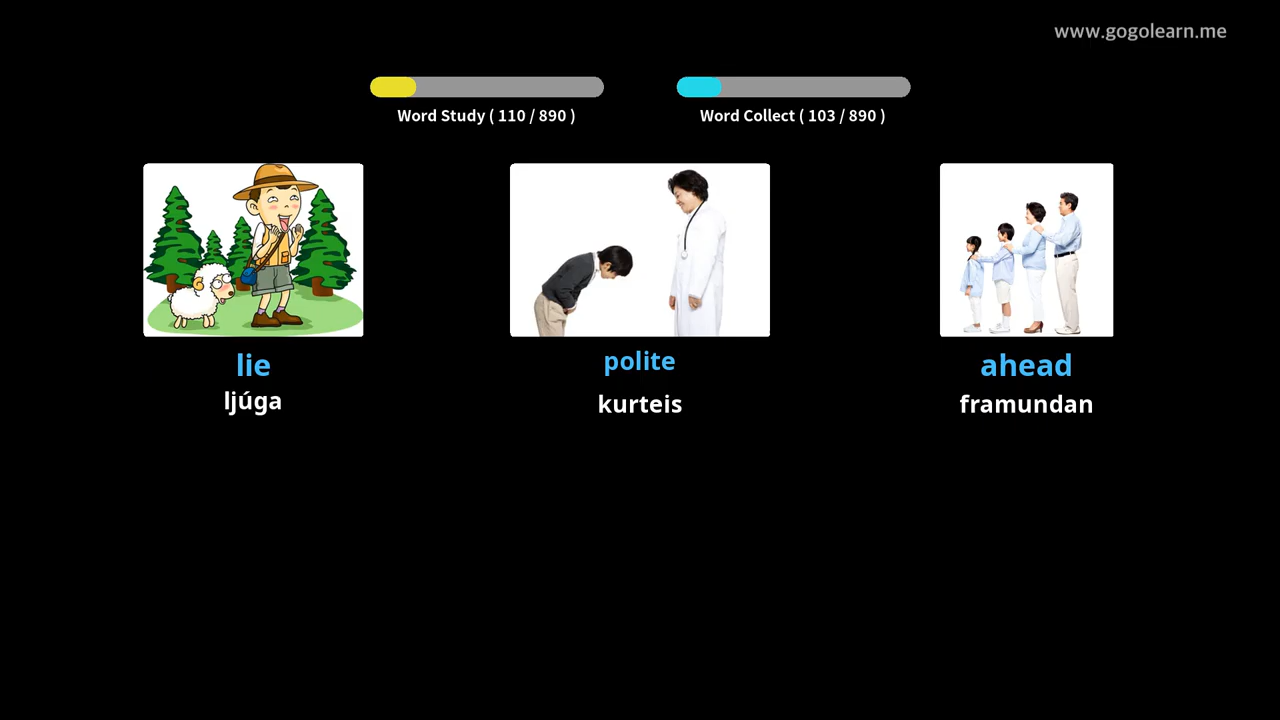 www.gogolearn.me
Word Study ( 110 / 890 )
Word Collect ( 103 / 890 )
lie
ljúga
polite
kurteis
ahead
framundan